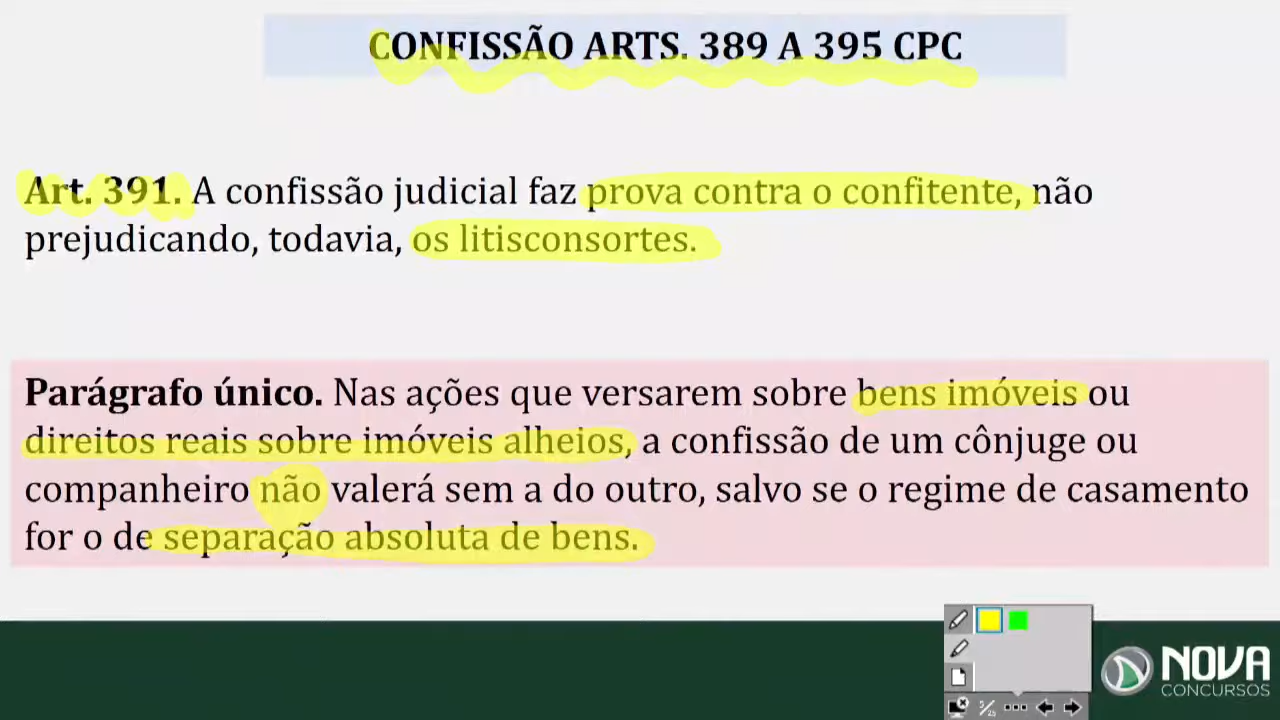 CONFISSÃO ARTS. 389 A 395 CPC
Art. 391. A confissão judicial faz prova contra o confitente, não
prejudicando, todavia, os litisconsortes.
Parágrafo único. Nas ações que versarem sobre bens imóveis ou
direitos reais sobre imóveis alheios, a confissão de um cônjuge ou
companheiro não valerá sem a do outro, salvo se o regime de casamento
for o de separação absoluta de bens.
NOVA
CONCURSOS